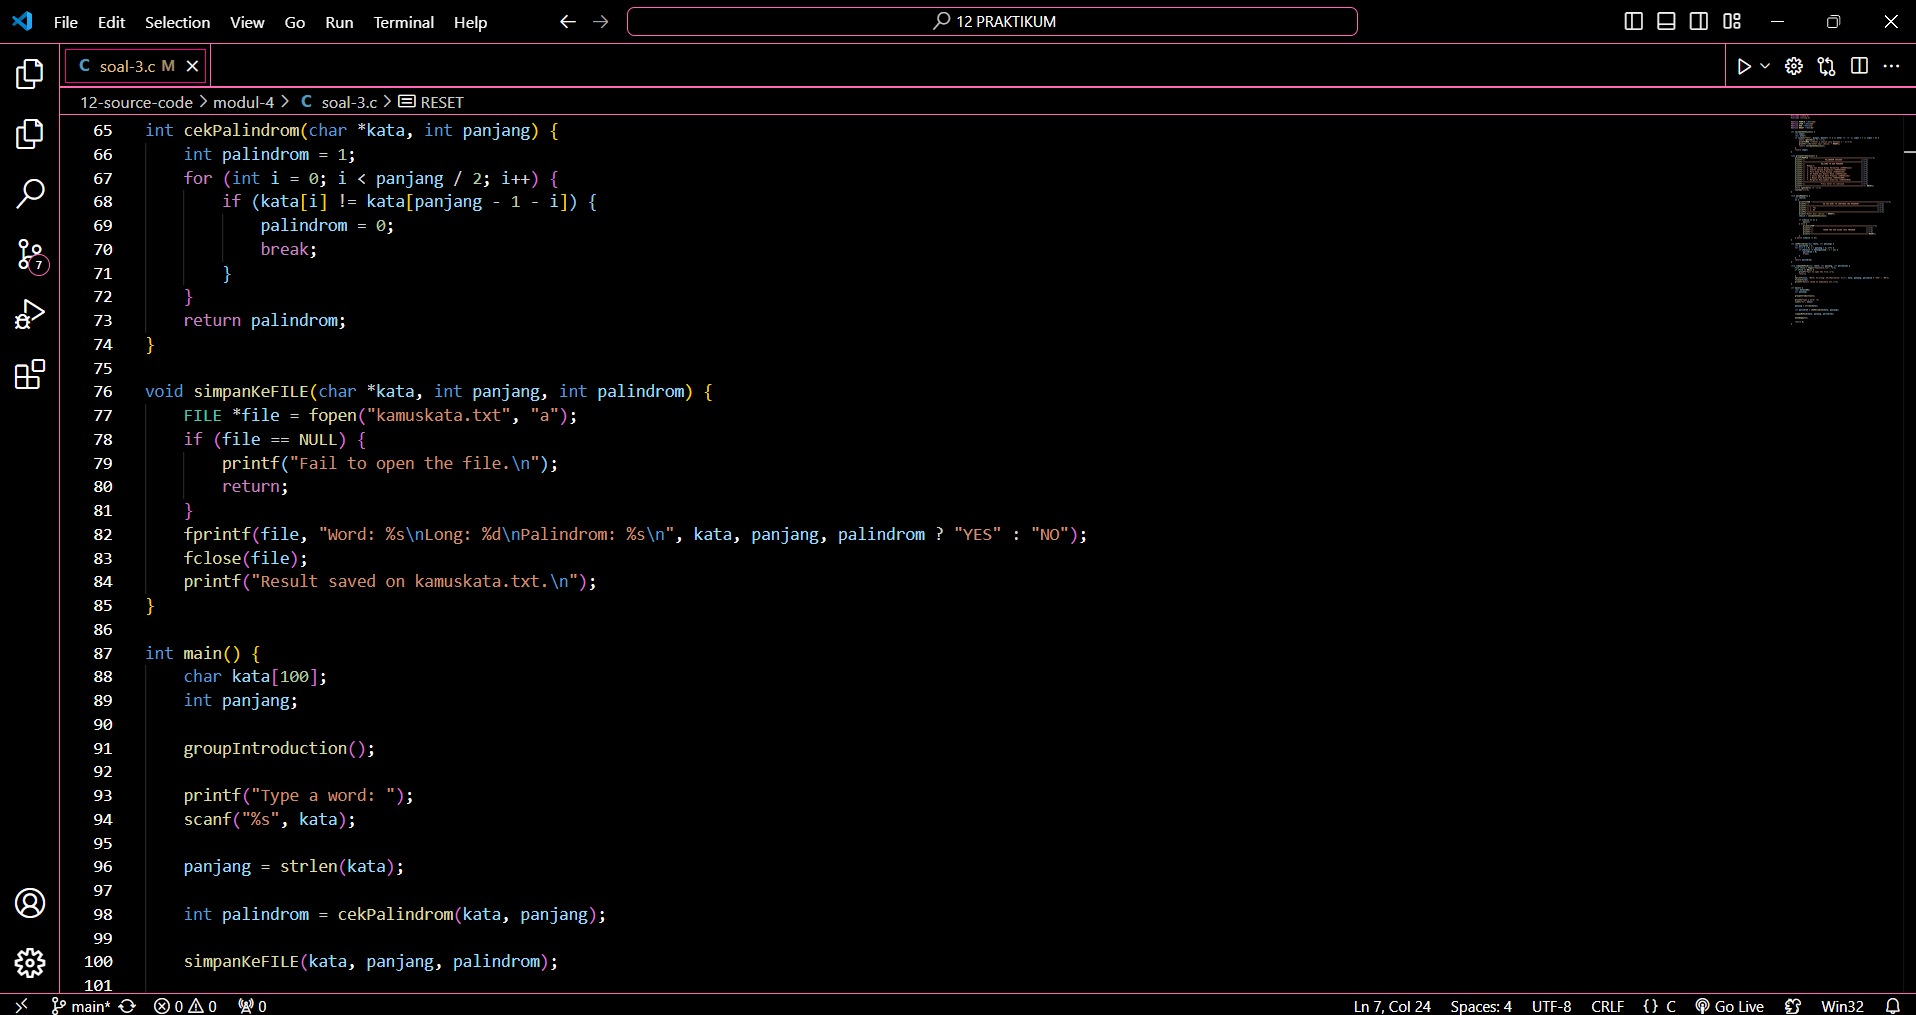 File Edit Selection View Go Run Terminal Help
12 PRAKTIKUM
C soal-3.c M
12-source-code > modul-4 > C soal-3.c > RESET
65 int cekPalindrom(char *kata, int panjang) {
66     int palindrom = 1;
67     for (int i = 0; i < panjang / 2; i++) {
68         if (kata[i] != kata[panjang - 1 - i]) {
69             palindrom = 0;
70             break;
71         }
72     }
73     return palindrom;
74 }
75
76 void simpanKeFILE(char *kata, int panjang, int palindrom) {
77     FILE *file = fopen("kamuskata.txt", "a");
78     if (file == NULL) {
79         printf("Fail to open the file.\n");
80         return;
81     }
82     fprintf(file, "Word: %s\nLong: %d\nPalindrom: %s\n", kata, panjang, palindrom ? "YES" : "NO");
83     fclose(file);
84     printf("Result saved on kamuskata.txt.\n");
85 }
86
87 int main() {
88     char kata[100];
89     int panjang;
90
91     groupIntroduction();
92
93     printf("Type a word: ");
94     scanf("%s", kata);
95
96     panjang = strlen(kata);
97
98     int palindrom = cekPalindrom(kata, panjang);
99
100     simpanKeFILE(kata, panjang, palindrom);
101
7
main* 0 0 0 Ln 7, Col 24 Spaces: 4 UTF-8 CRLF {} C Go Live Win32